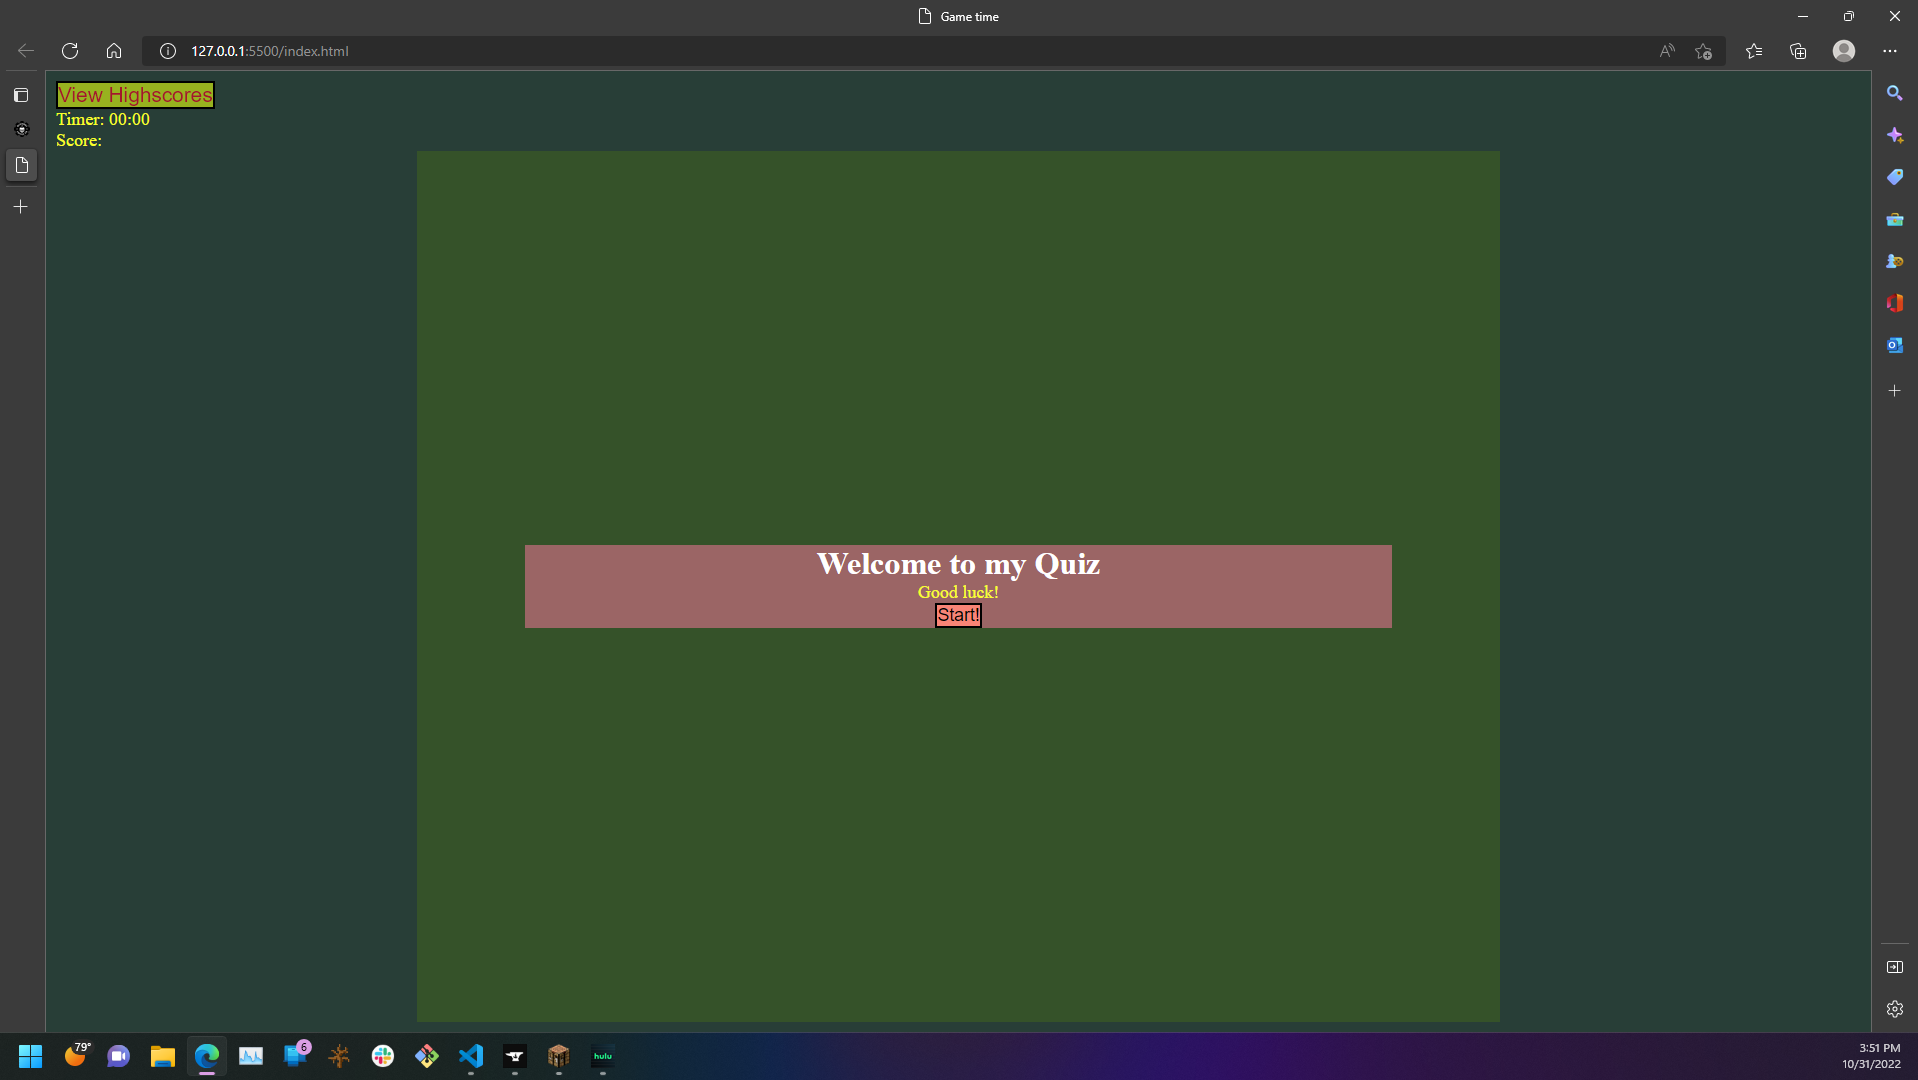 Game time
127.0.0.1:5500/index.html
View Highscores
Timer: 00:00
Score:
Welcome to my Quiz
Good luck!
Start!
79°
6
hulu
3:51 PM
10/31/2022